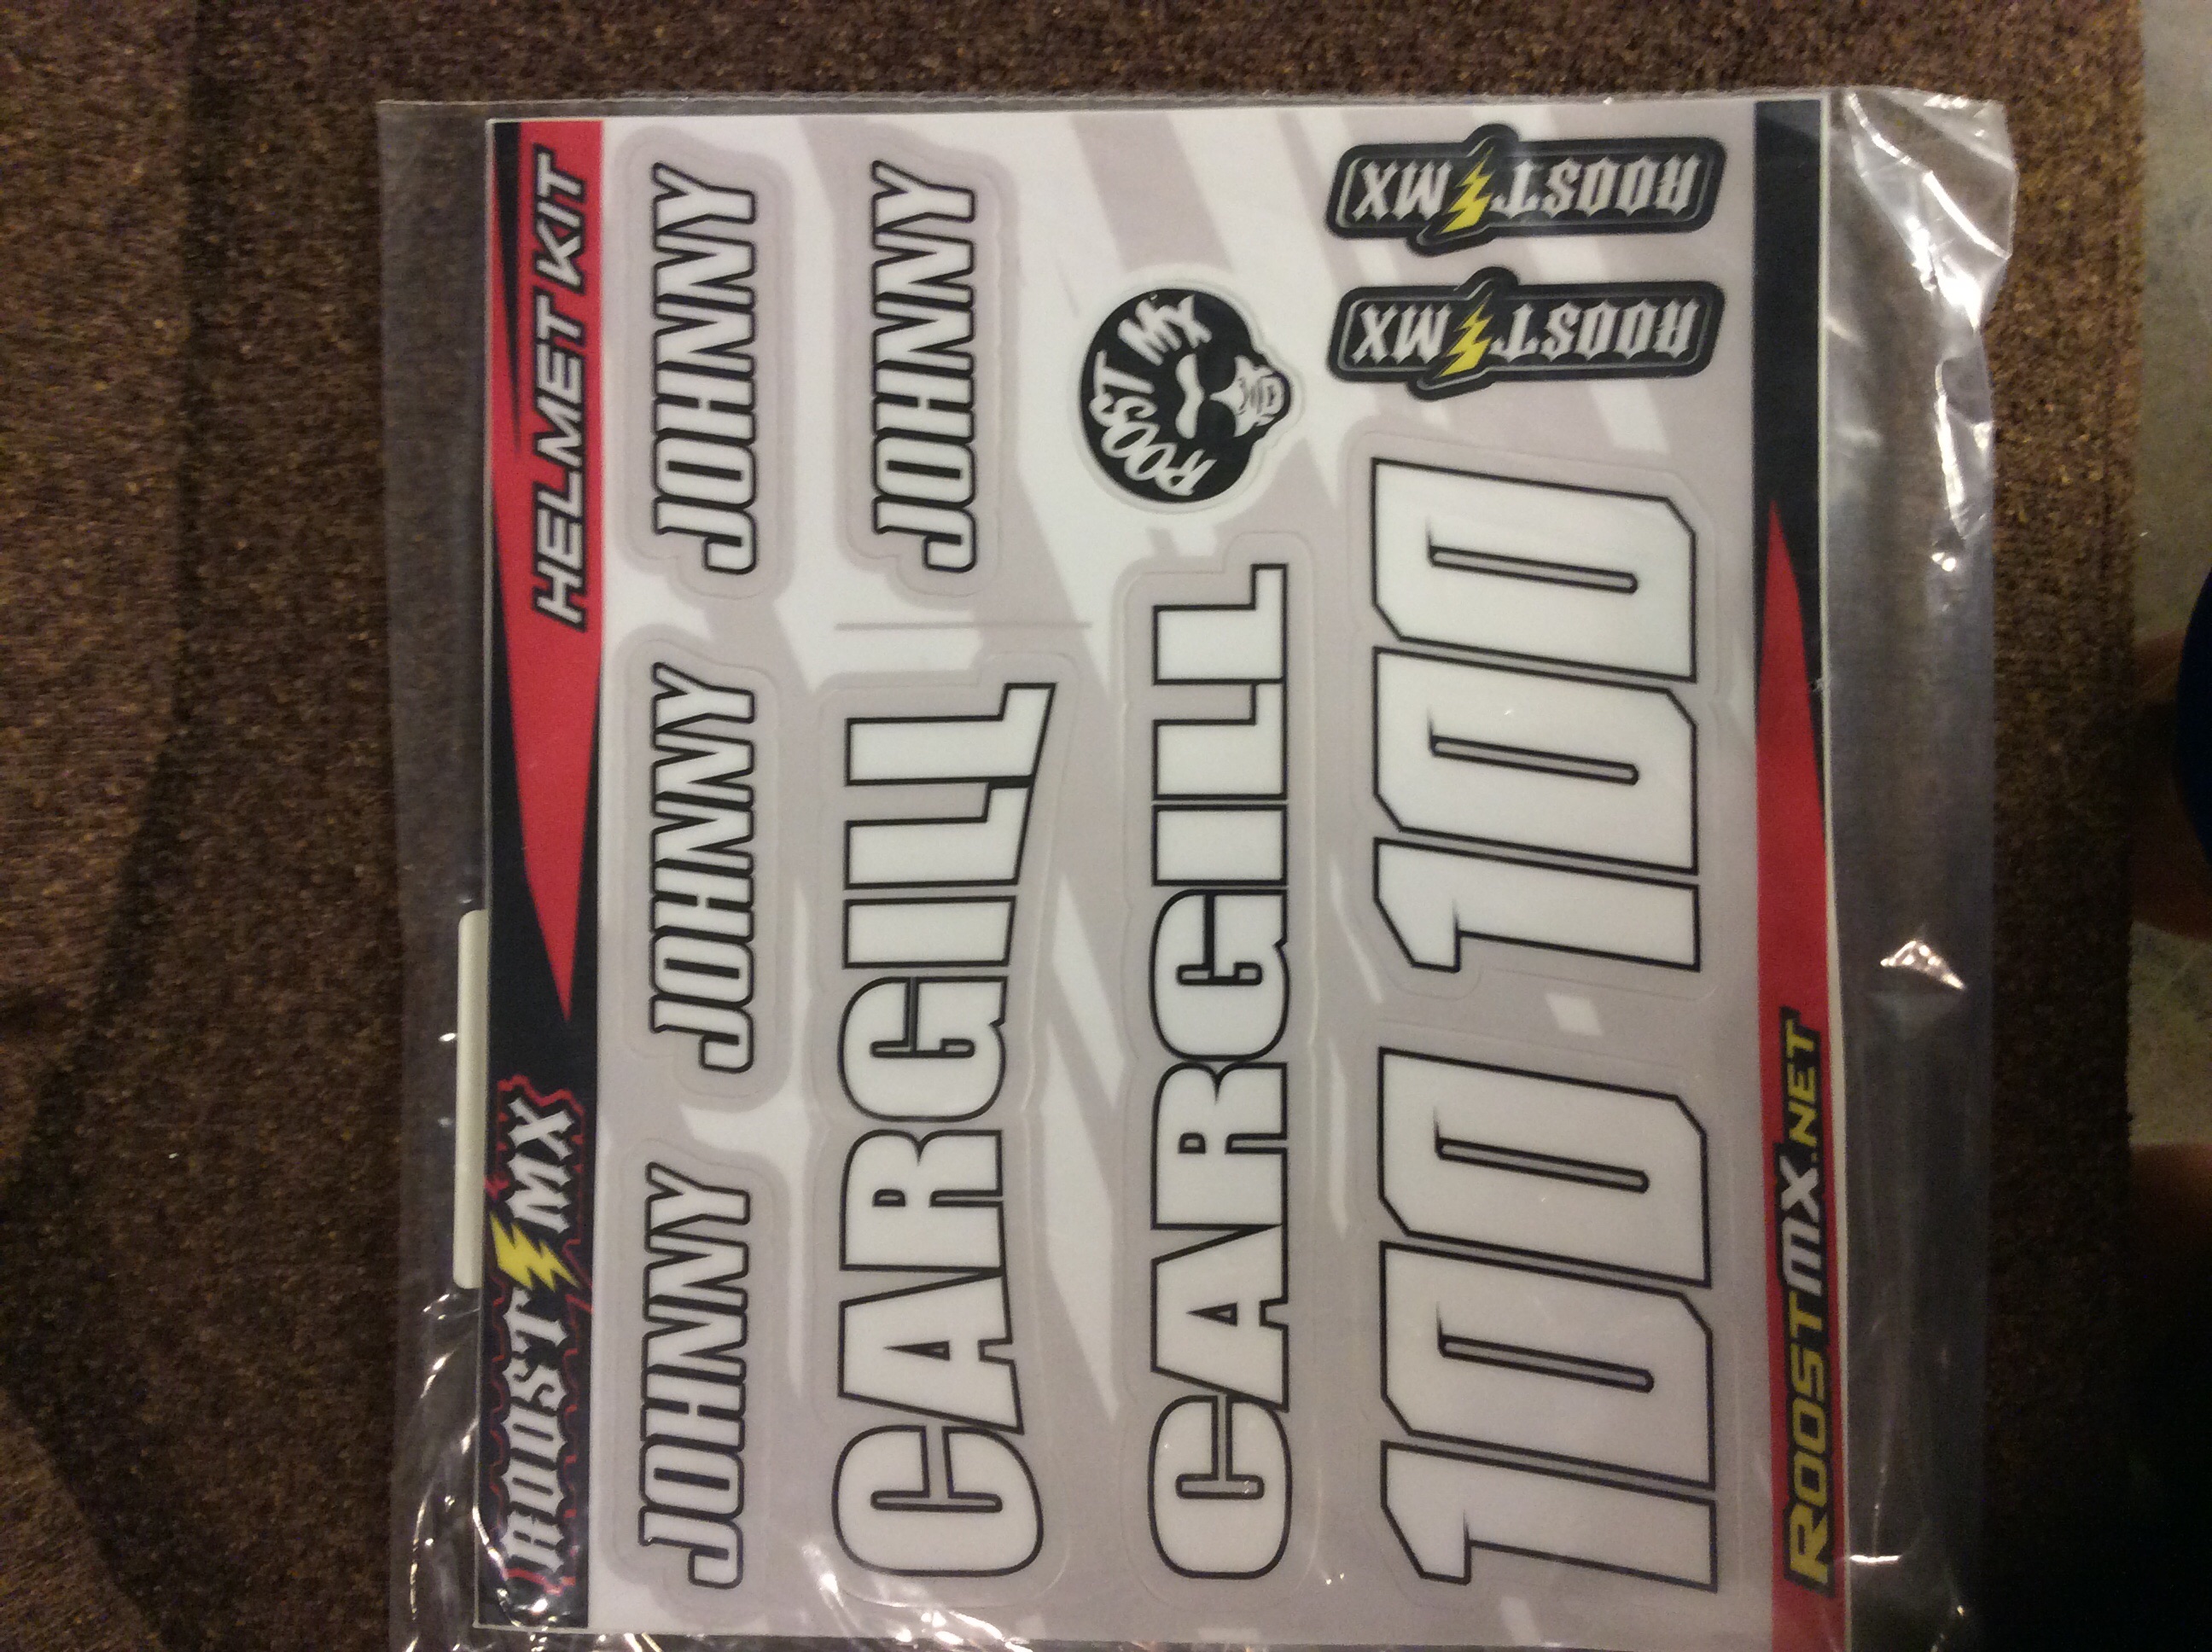 ROOST MX HELMET KIT
JOHNNY JOHNNY JOHNNY
CARGILL JOHNNY
CARGILL ROOST MX
100 100 ROOST MX ROOST MX
ROOSTMX.NET